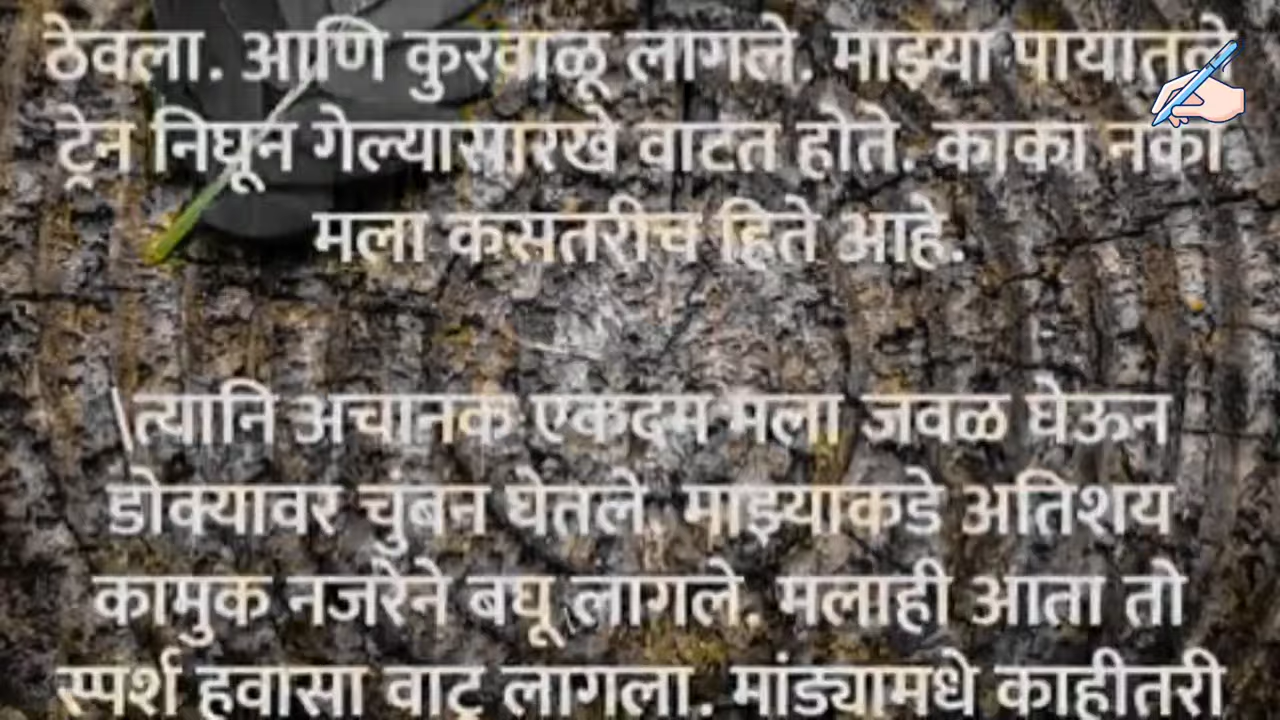 ठेवला. आणि कुरवाळू लागले. माझ्या पायातले
ट्रेन निघून गेल्यासारखे वाटत होते. काका नका
मला कसतरीच हिते आहे.
\त्यानि अचानक एकदम मला जवळ घेऊन
डोक्यावर चुंबन घेतले. माझ्याकडे अतिशय
कामुक नजरेने बघू लागले. मलाही आता तो
स्पर्श हवासा वाटू लागला. मांड्यामधे काहीतरी